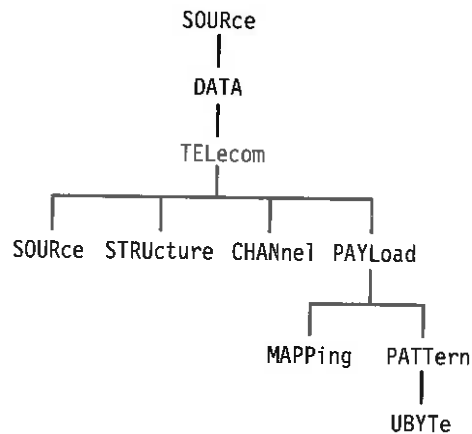 SOURce
DATA
TELecom
SOURce STRUcture CHANnel PAYLoad
MAPPing PATTern
UBYTe